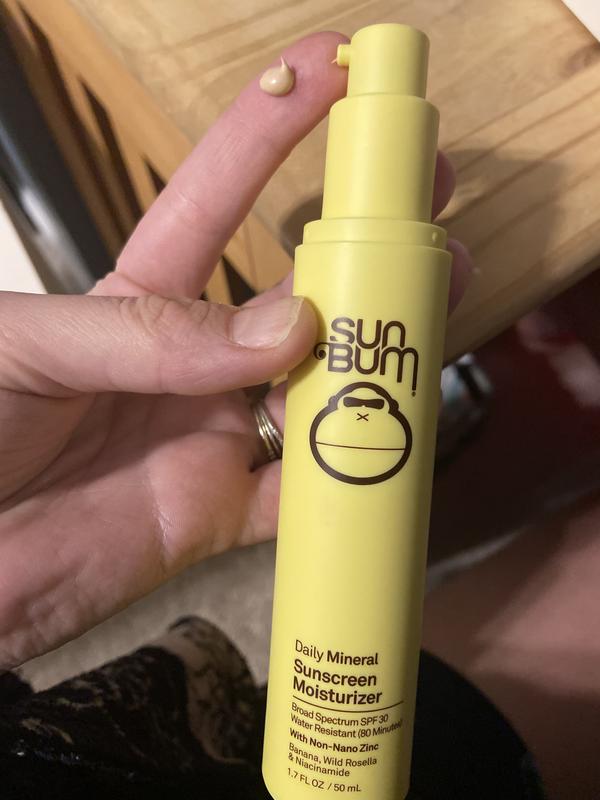 SUN
BUM
Daily Mineral
Sunscreen
Moisturizer
Broad Spectrum SPF 30
Water Resistant (80 Minutes)
With Non-Nano Zinc
Banana, Wild Rosella
& Niacinamide
1.7 FL OZ / 50 mL